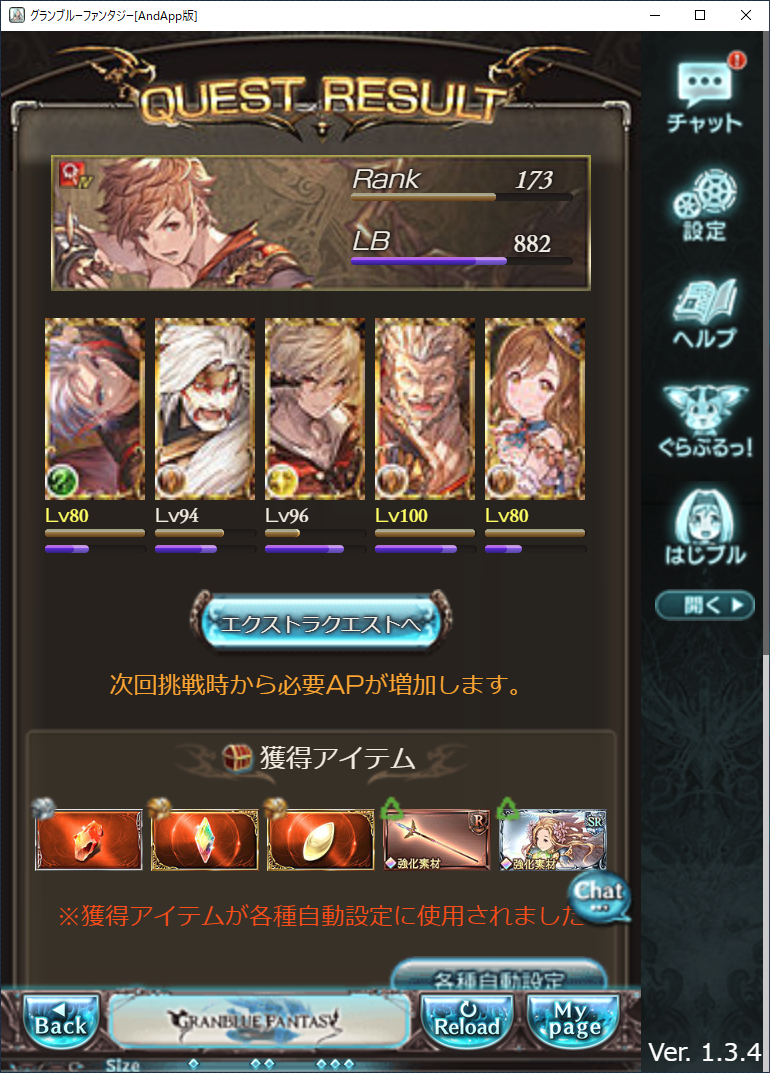 グランブルーファンタジー[AndApp版]
QUEST RESULT
Rank 173
LB 882
Lv80 Lv94 Lv96 Lv100 Lv80
エクストラクエストへ
次回挑戦時から必要APが増加します。
獲得アイテム
R
SR
強化素材
強化素材
※獲得アイテムが各種自動設定に使用されました
Chat
各種自動設定
Back
GRANBLUE FANTASY
Reload
My page
Size
チャット
設定
ヘルプ
ぐらぶるっ!
はじブル
開く
Ver. 1.3.4